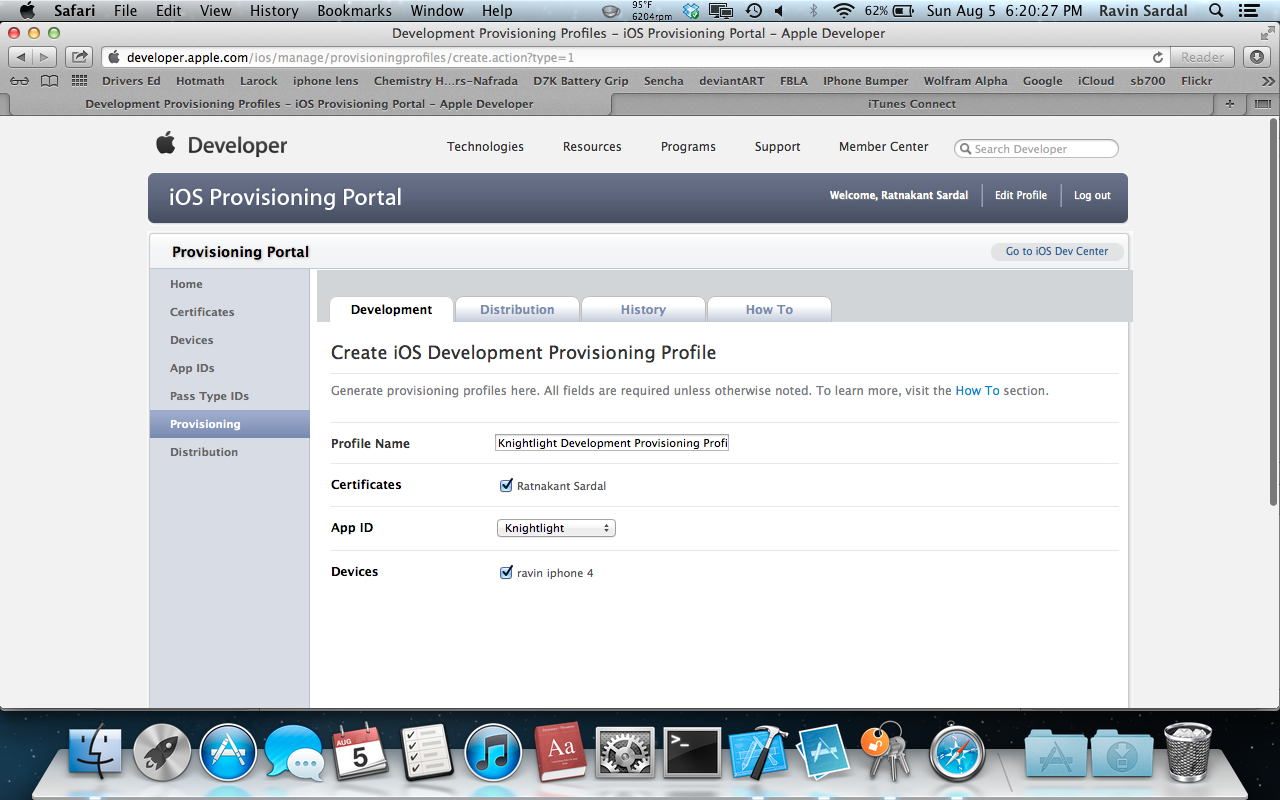 Safari File Edit View History Bookmarks Window Help 95°F 6204rpm 62% Sun Aug 5 6:20:27 PM Ravin Sardal
Development Provisioning Profiles – iOS Provisioning Portal – Apple Developer
developer.apple.com/ios/manage/provisioningprofiles/create.action?type=1 Reader
Drivers Ed Hotmath Larock iphone lens Chemistry H...rs-Nafrada D7K Battery Grip Sencha deviantART FBLA IPhone Bumper Wolfram Alpha Google iCloud sb700 Flickr
Development Provisioning Profiles – iOS Provisioning Portal – Apple Developer iTunes Connect
Developer Technologies Resources Programs Support Member Center Search Developer
iOS Provisioning Portal Welcome, Ratnakant Sardal Edit Profile Log out
Provisioning Portal Go to iOS Dev Center
Home
Certificates
Devices
App IDs
Pass Type IDs
Provisioning
Distribution
Development Distribution History How To
Create iOS Development Provisioning Profile
Generate provisioning profiles here. All fields are required unless otherwise noted. To learn more, visit the How To section.
Profile Name Knightlight Development Provisioning Profi
Certificates Ratnakant Sardal
App ID Knightlight
Devices ravin iphone 4
AUG
5
Aa
>_